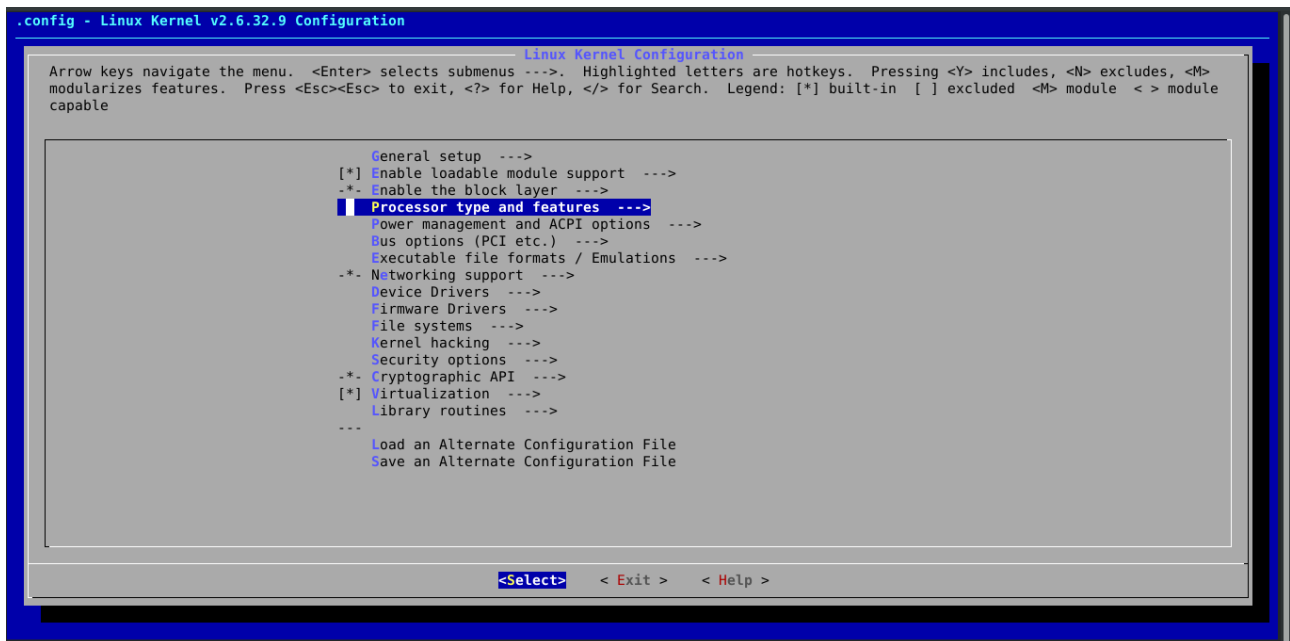 .config - Linux Kernel v2.6.32.9 Configuration
Linux Kernel Configuration
Arrow keys navigate the menu.  <Enter> selects submenus --->.  Highlighted letters are hotkeys.  Pressing <Y> includes, <N> excludes, <M>
modularizes features.  Press <Esc><Esc> to exit, <?> for Help, </> for Search.  Legend: [*] built-in  [ ] excluded  <M> module  < > module
capable
General setup  --->
[*] Enable loadable module support  --->
-*- Enable the block layer  --->
Processor type and features  --->
Power management and ACPI options  --->
Bus options (PCI etc.)  --->
Executable file formats / Emulations  --->
-*- Networking support  --->
Device Drivers  --->
Firmware Drivers  --->
File systems  --->
Kernel hacking  --->
Security options  --->
-*- Cryptographic API  --->
[*] Virtualization  --->
Library routines  --->
---
Load an Alternate Configuration File
Save an Alternate Configuration File
<Select>    < Exit >    < Help >